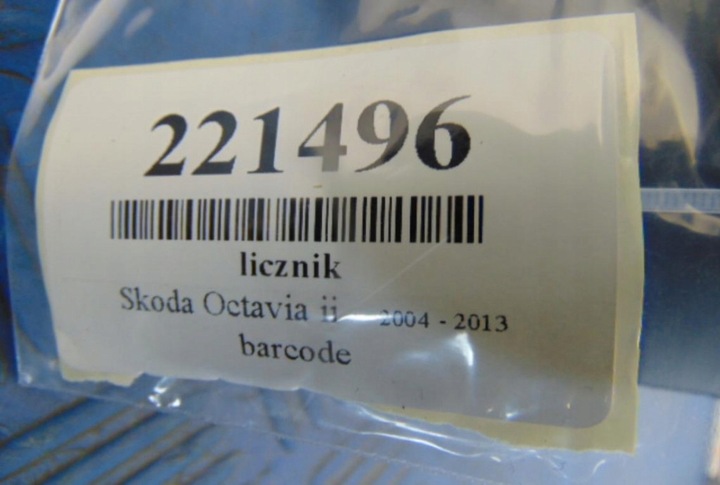 221496
licznik
Skoda Octavia ii 2004 - 2013
barcode